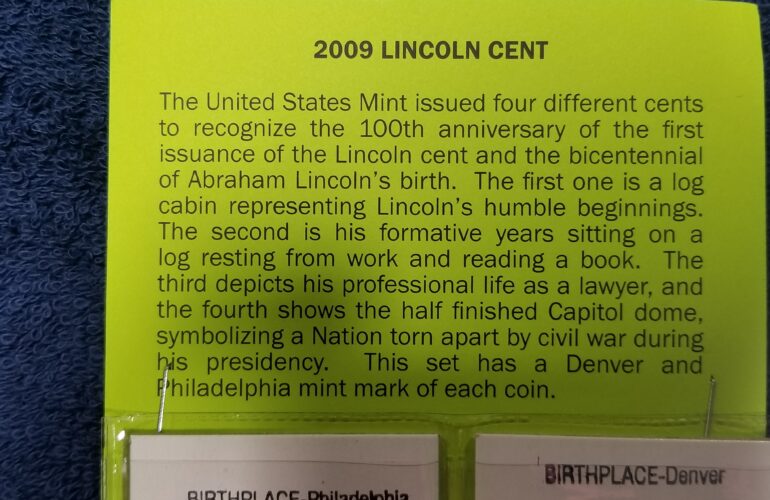 2009 LINCOLN CENT
The United States Mint issued four different cents
to recognize the 100th anniversary of the first
issuance of the Lincoln cent and the bicentennial
of Abraham Lincoln's birth. The first one is a log
cabin representing Lincoln's humble beginnings.
The second is his formative years sitting on a
log resting from work and reading a book. The
third depicts his professional life as a lawyer, and
the fourth shows the half finished Capitol dome,
symbolizing a Nation torn apart by civil war during
his presidency. This set has a Denver and
Philadelphia mint mark of each coin.
BIRTHPLACE-Philadelphia
BIRTHPLACE-Denver